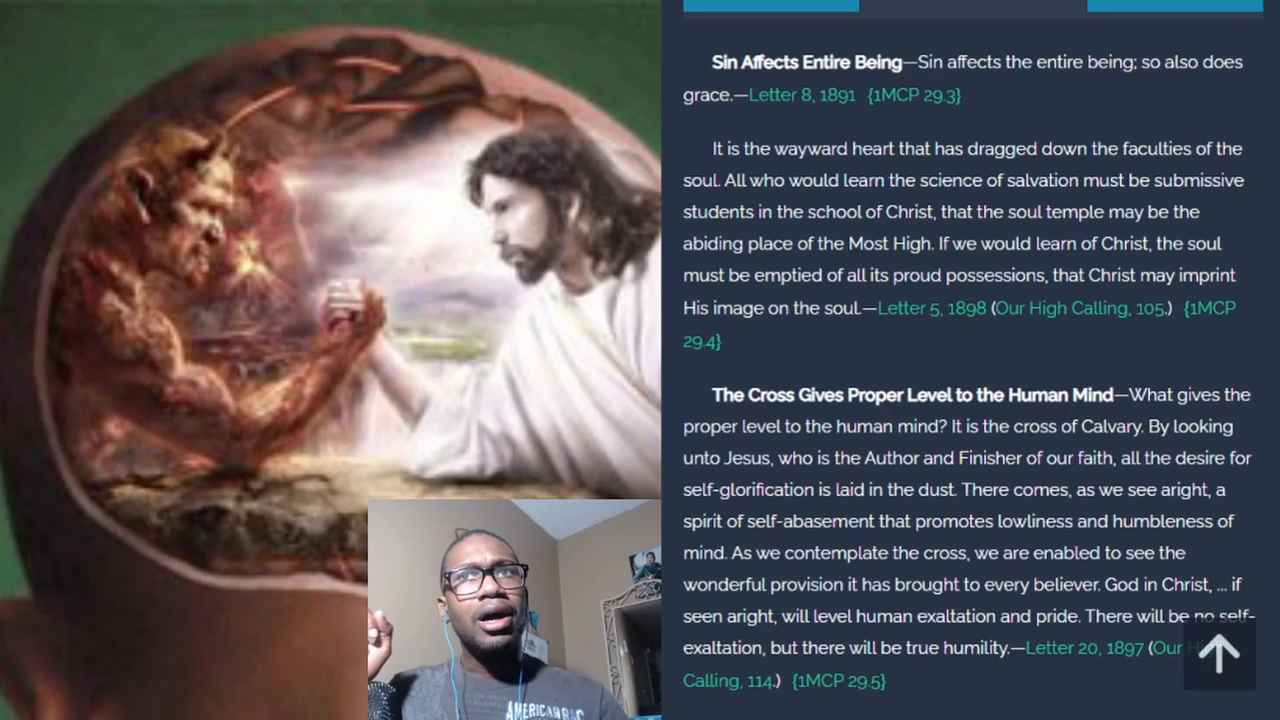 Sin Affects Entire Being—Sin affects the entire being; so also does
grace.—Letter 8, 1891 {1MCP 29.3}
It is the wayward heart that has dragged down the faculties of the
soul. All who would learn the science of salvation must be submissive
students in the school of Christ, that the soul temple may be the
abiding place of the Most High. If we would learn of Christ, the soul
must be emptied of all its proud possessions, that Christ may imprint
His image on the soul.—Letter 5, 1898 (Our High Calling, 105.) {1MCP
29.4}
The Cross Gives Proper Level to the Human Mind—What gives the
proper level to the human mind? It is the cross of Calvary. By looking
unto Jesus, who is the Author and Finisher of our faith, all the desire for
self-glorification is laid in the dust. There comes, as we see aright, a
spirit of self-abasement that promotes lowliness and humbleness of
mind. As we contemplate the cross, we are enabled to see the
wonderful provision it has brought to every believer. God in Christ, ... if
seen aright, will level human exaltation and pride. There will be no self-
exaltation, but there will be true humility.—Letter 20, 1897 (Our
Calling, 114.) {1MCP 29.5}
AMERICAN RAG